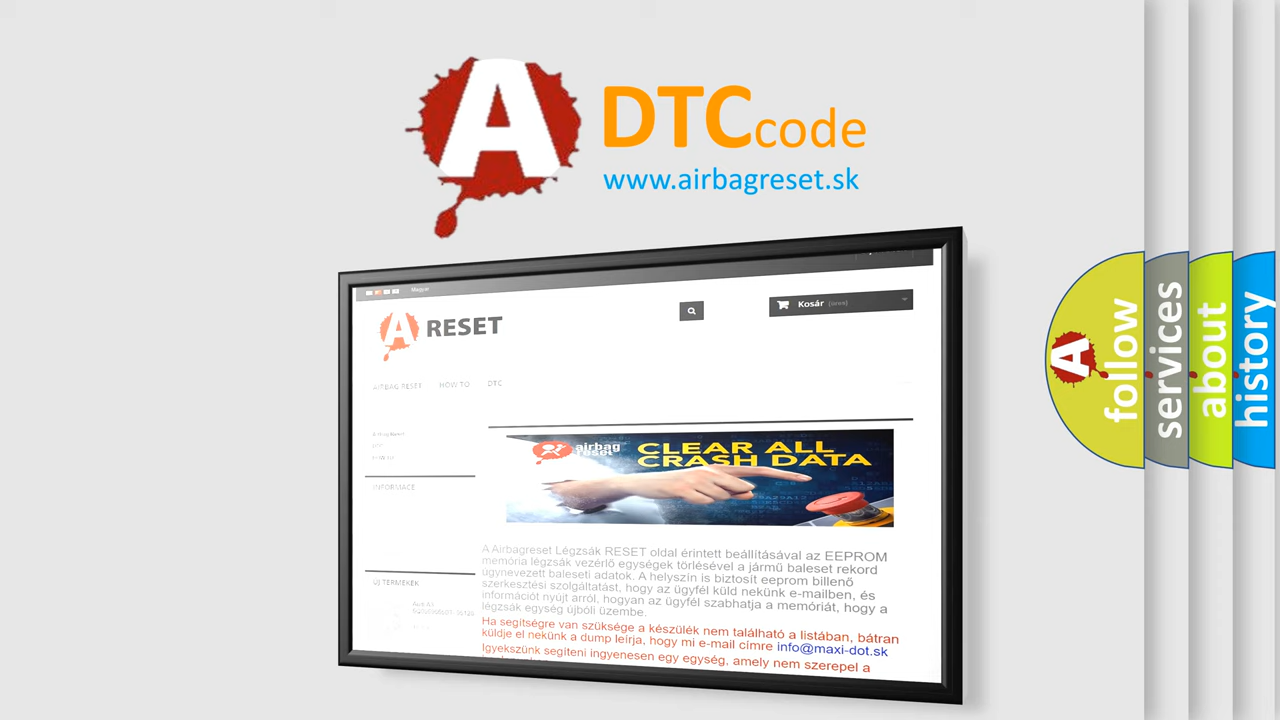 A
DTCcode
www.airbagreset.sk
Magyar
Kosár
A RESET
AIRBAG RESET HOW TO DTC
INFORMACE
airbag
reset
CLEAR ALL
CRASH DATA
A Airbagreset Légzsák RESET oldal érintett beállításával az EEPROM
memória légzsák vezérlő egységek törlésével a jármű baleset rekord
úgynevezett baleseti adatok. A helyszín is biztosít eeprom billenő
szerkesztési szolgáltatást, hogy az ügyfél küld nekünk e-mailben, és
információt nyújt arról, hogyan az ügyfél szabhatja a memóriát, hogy a
légzsák egység újbóli üzembe.
ÚJ TERMÉKEK
Ha segítségre van szüksége a készülék nem található a listában, bátran
küldje el nekünk a dump leírja, hogy mi e-mail címre info@maxi-dot.sk
Igyekszünk segíteni ingyenesen egy egység, amely nem szerepel a
A
follow
services
about
history